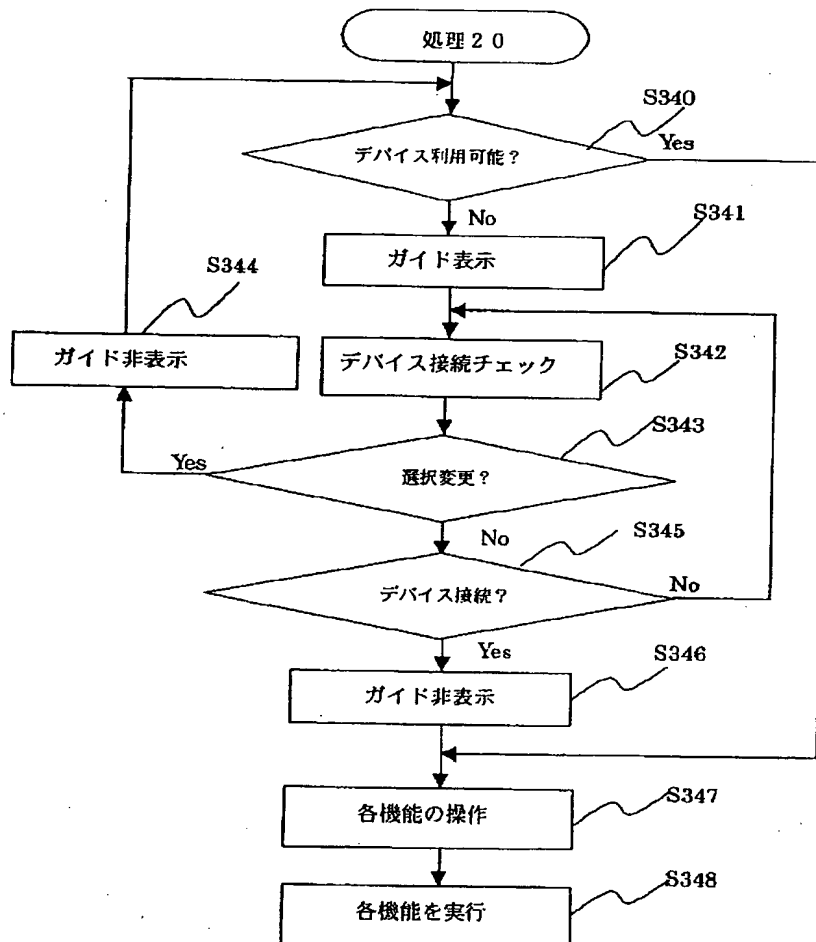 処理２０
S340
デバイス利用可能？
Yes
No
S341
ガイド表示
S344
ガイド非表示
デバイス接続チェック
S342
S343
Yes
選択変更？
No
S345
デバイス接続？
No
Yes
S346
ガイド非表示
各機能の操作
S347
各機能を実行
S348